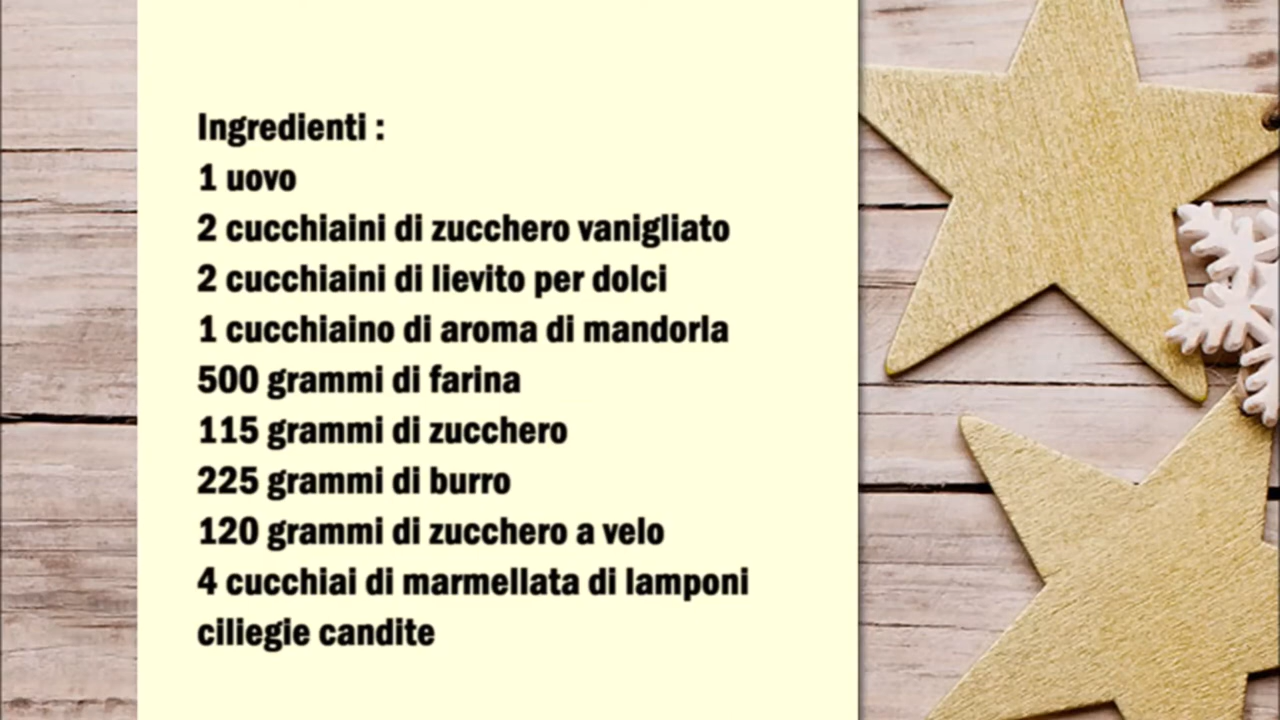 Ingredienti :
1 uovo
2 cucchiaini di zucchero vanigliato
2 cucchiaini di lievito per dolci
1 cucchiaino di aroma di mandorla
500 grammi di farina
115 grammi di zucchero
225 grammi di burro
120 grammi di zucchero a velo
4 cucchiai di marmellata di lamponi
ciliegie candite